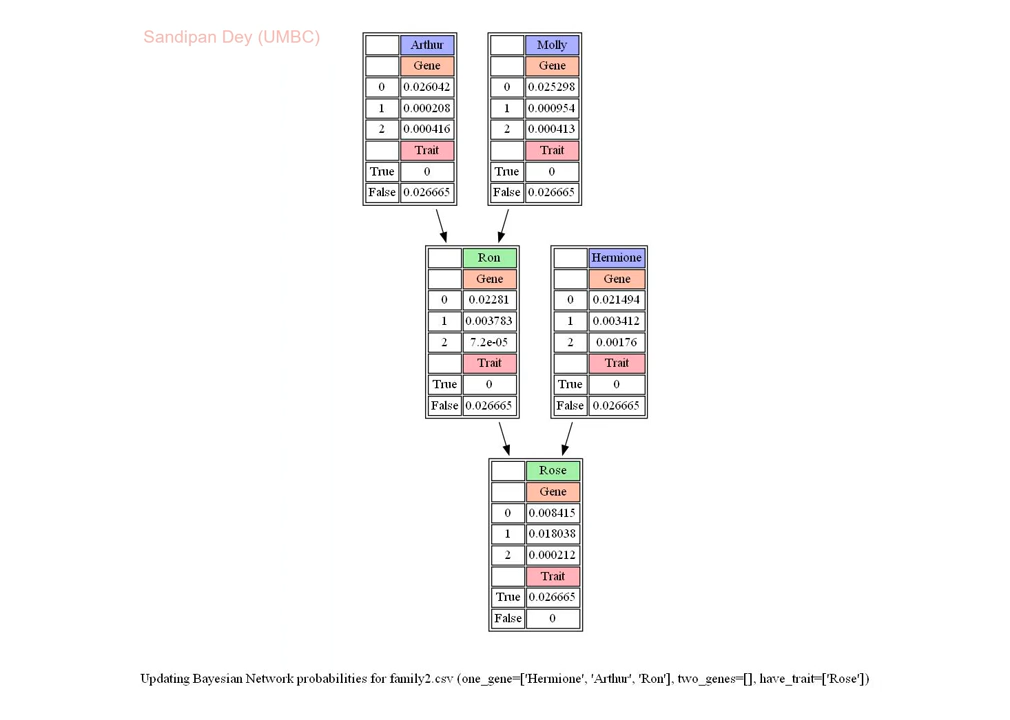 Sandipan Dey (UMBC)
Arthur
Gene
0 0.026042
1 0.000208
2 0.000416
Trait
True 0
False 0.026665
Molly
Gene
0 0.025298
1 0.000954
2 0.000413
Trait
True 0
False 0.026665
Ron
Gene
0 0.02281
1 0.003783
2 7.2e-05
Trait
True 0
False 0.026665
Hermione
Gene
0 0.021494
1 0.003412
2 0.00176
Trait
True 0
False 0.026665
Rose
Gene
0 0.008415
1 0.018038
2 0.000212
Trait
True 0.026665
False 0
Updating Bayesian Network probabilities for family2.csv (one_gene=['Hermione', 'Arthur', 'Ron'], two_genes=[], have_trait=['Rose'])